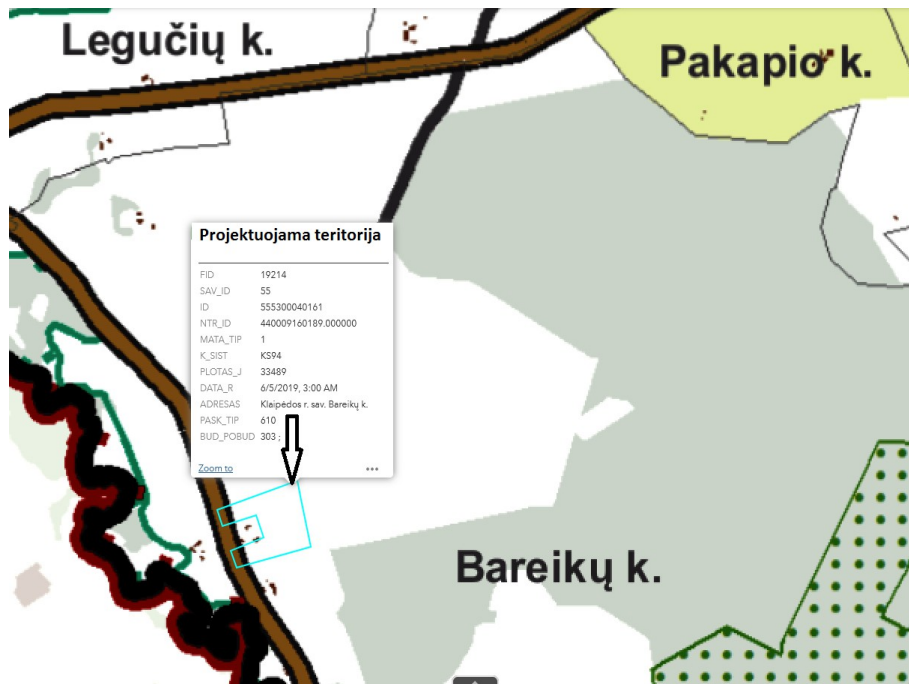 Legučių k.
Pakapio k.
Projektuojama teritorija
FID 19214
SAV_ID 55
ID 555300040161
NTR_ID 440009160189.000000
MATA_TIP 1
K_SIST KS94
PLOTAS_J 33489
DATA_R 6/5/2019, 3:00 AM
ADRESAS Klaipėdos r. sav. Bareikų k.
PASK_TIP 610
BUD_POBUD 303 ;
Zoom to
Bareikų k.